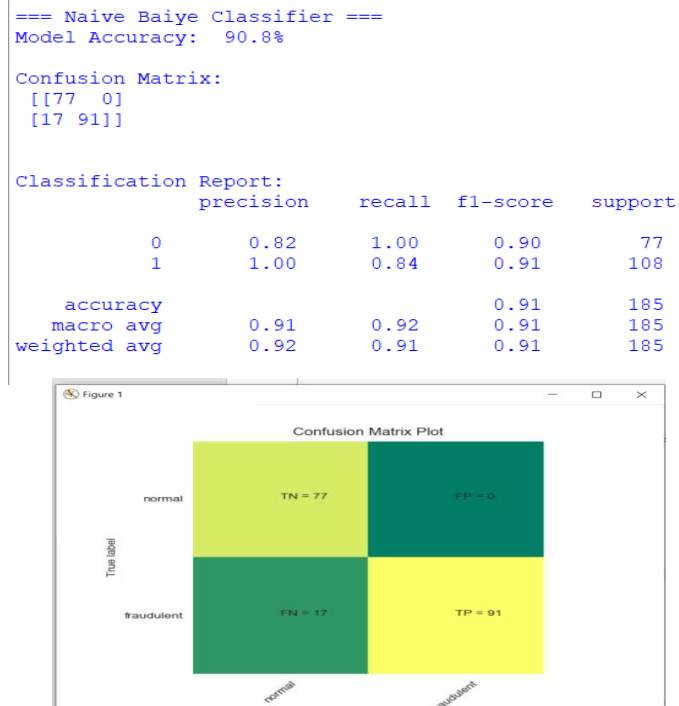 === Naive Baiye Classifier ===
Model Accuracy:  90.8%
Confusion Matrix:
[[77  0]
[17 91]]
Classification Report:
precision    recall  f1-score   support
0       0.82      1.00      0.90        77
1       1.00      0.84      0.91       108
accuracy                           0.91       185
macro avg       0.91      0.92      0.91       185
weighted avg       0.92      0.91      0.91       185
Figure 1
Confusion Matrix Plot
normal
TN = 77
FP = 0
True label
fraudulent
FN = 17
TP = 91
normal